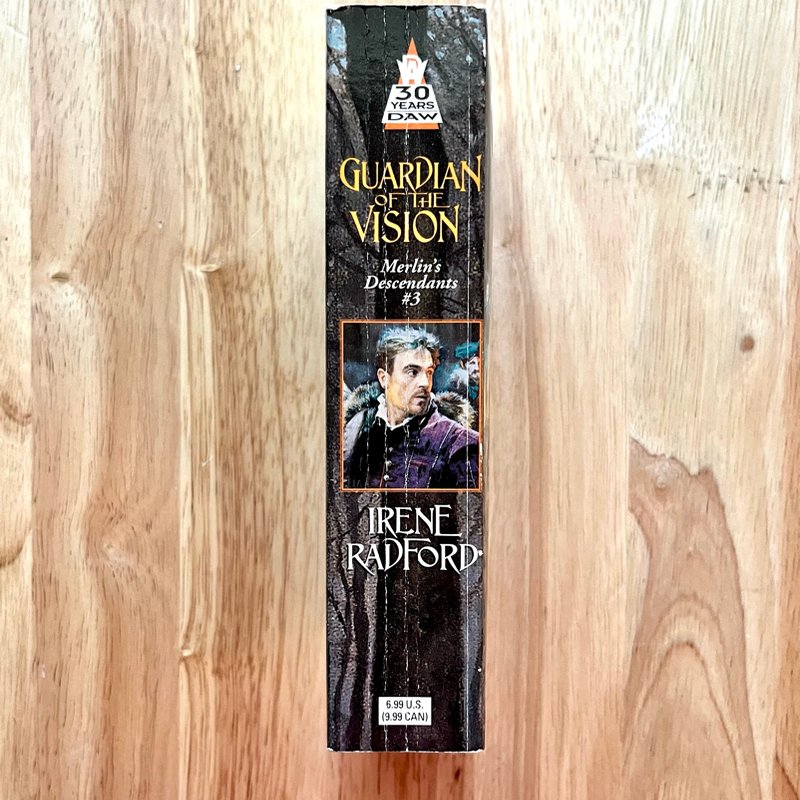 30
YEARS
DAW
GUARDIAN
OF THE
VISION
Merlin's
Descendants
#3
IRENE
RADFORD
6.99 U.S.
(9.99 CAN)